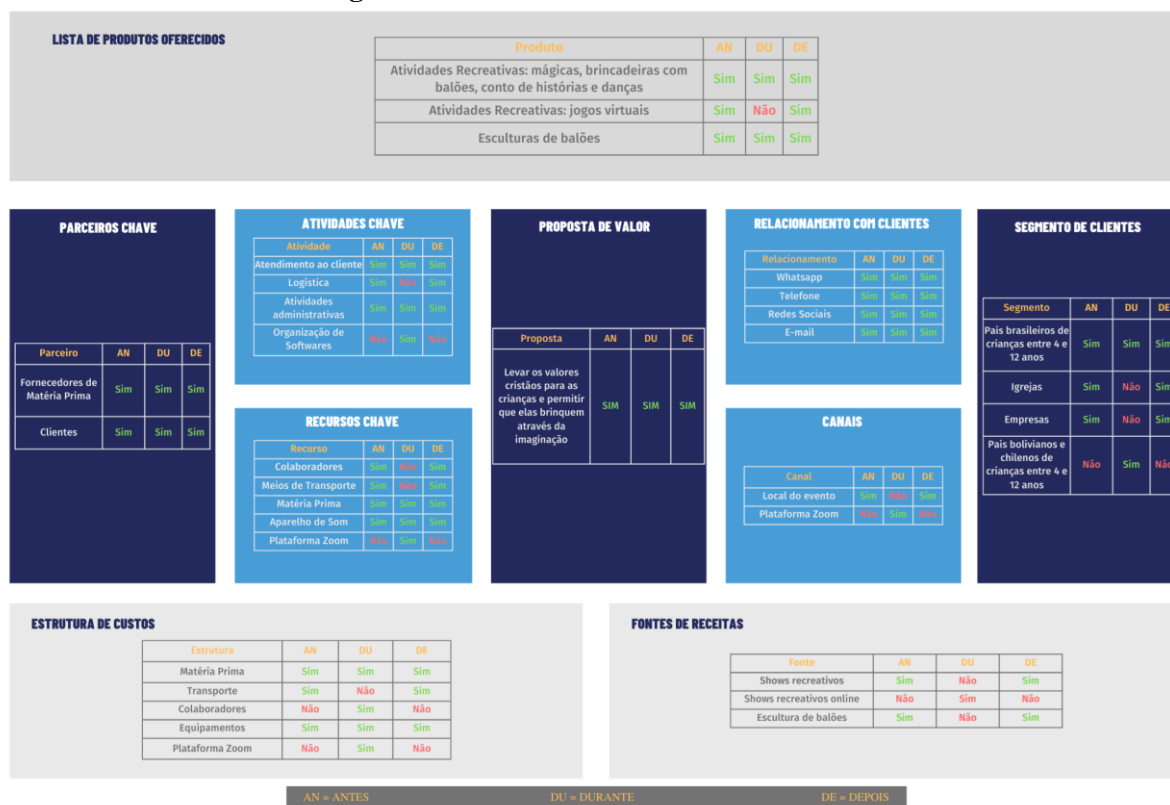 LISTA DE PRODUTOS OFERECIDOS
Produto AN DU DE
Atividades Recreativas: mágicas, brincadeiras com
balões, conto de histórias e danças
Sim Sim Sim
Atividades Recreativas: jogos virtuais Sim Não Sim
Esculturas de balões Sim Sim Sim
PARCEIROS CHAVE
Parceiro AN DU DE
Fornecedores de
Matéria Prima
Sim Sim Sim
Clientes Sim Sim Sim
ATIVIDADES CHAVE
Atividade AN DU DE
Atendimento ao cliente Sim Sim Sim
Logística Sim Não Sim
Atividades
administrativas
Sim Sim Sim
Organização de
Softwares
Não Sim Não
RECURSOS CHAVE
Recurso AN DU DE
Colaboradores Sim Não Sim
Meios de Transporte Sim Não Sim
Matéria Prima Sim Sim Sim
Aparelho de Som Sim Sim Sim
Plataforma Zoom Não Sim Não
PROPOSTA DE VALOR
Proposta AN DU DE
Levar os valores
cristãos para as
crianças e permitir
que elas brinquem
através da
imaginação
SIM SIM SIM
RELACIONAMENTO COM CLIENTES
Relacionamento AN DU DE
Whatsapp Sim Sim Sim
Telefone Sim Sim Sim
Redes Sociais Sim Sim Sim
E-mail Sim Sim Sim
CANAIS
Canal AN DU DE
Local do evento Sim Não Sim
Plataforma Zoom Não Sim Não
SEGMENTO DE CLIENTES
Segmento AN DU DE
Pais brasileiros de
crianças entre 4 e
12 anos
Sim Sim Sim
Igrejas Sim Não Sim
Empresas Sim Não Sim
Pais bolivianos e
chilenos de
crianças entre 4 e
12 anos
Não Sim Não
ESTRUTURA DE CUSTOS
Estrutura AN DU DE
Matéria Prima Sim Sim Sim
Transporte Sim Não Sim
Colaboradores Não Sim Não
Equipamentos Sim Sim Sim
Plataforma Zoom Não Sim Não
FONTES DE RECEITAS
Fonte AN DU DE
Shows recreativos Sim Não Sim
Shows recreativos online Não Sim Não
Escultura de balões Sim Não Sim
AN = ANTES DU = DURANTE DE = DEPOIS